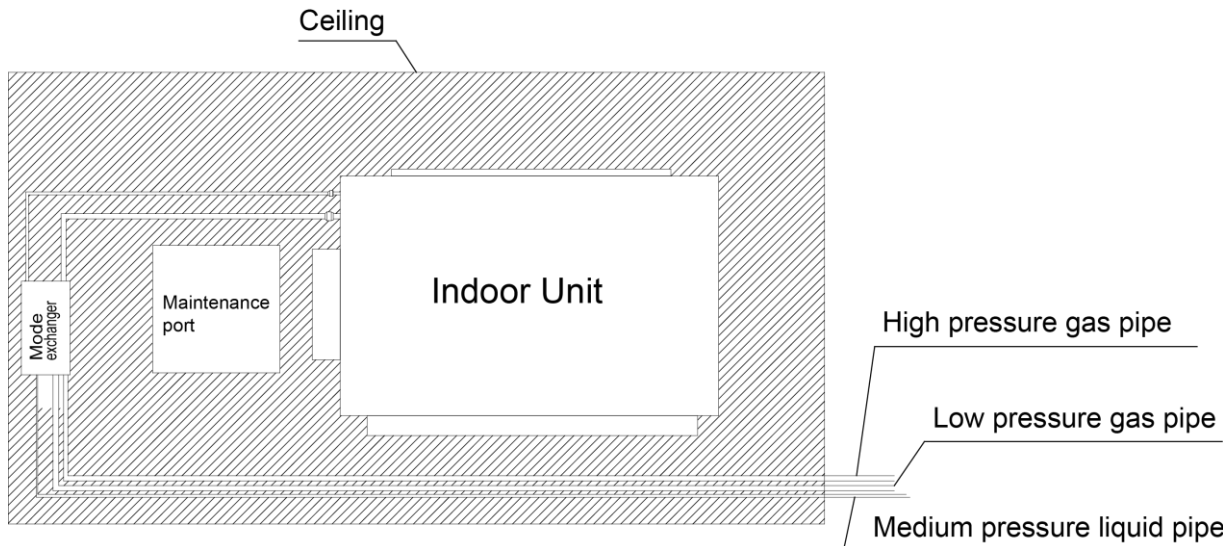 Ceiling
Indoor Unit
Maintenance
port
Mode
exchanger
High pressure gas pipe
Low pressure gas pipe
Medium pressure liquid pipe